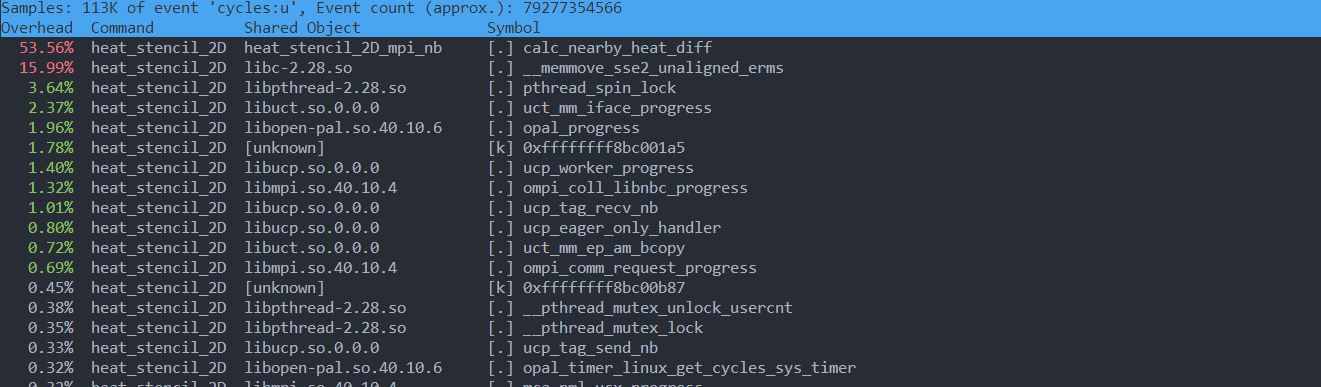 Samples: 113K of event 'cycles:u', Event count (approx.): 79277354566
Overhead  Command          Shared Object             Symbol
  53.56%  heat_stencil_2D  heat_stencil_2D_mpi_nb    [.] calc_nearby_heat_diff
  15.99%  heat_stencil_2D  libc-2.28.so              [.] __memmove_sse2_unaligned_erms
   3.64%  heat_stencil_2D  libpthread-2.28.so        [.] pthread_spin_lock
   2.37%  heat_stencil_2D  libuct.so.0.0.0           [.] uct_mm_iface_progress
   1.96%  heat_stencil_2D  libopen-pal.so.40.10.6    [.] opal_progress
   1.78%  heat_stencil_2D  [unknown]                 [k] 0xffffffff8bc001a5
   1.40%  heat_stencil_2D  libucp.so.0.0.0           [.] ucp_worker_progress
   1.32%  heat_stencil_2D  libmpi.so.40.10.4         [.] ompi_coll_libnbc_progress
   1.01%  heat_stencil_2D  libucp.so.0.0.0           [.] ucp_tag_recv_nb
   0.80%  heat_stencil_2D  libucp.so.0.0.0           [.] ucp_eager_only_handler
   0.72%  heat_stencil_2D  libuct.so.0.0.0           [.] uct_mm_ep_am_bcopy
   0.69%  heat_stencil_2D  libmpi.so.40.10.4         [.] ompi_comm_request_progress
   0.45%  heat_stencil_2D  [unknown]                 [k] 0xffffffff8bc00b87
   0.38%  heat_stencil_2D  libpthread-2.28.so        [.] __pthread_mutex_unlock_usercnt
   0.35%  heat_stencil_2D  libpthread-2.28.so        [.] __pthread_mutex_lock
   0.33%  heat_stencil_2D  libucp.so.0.0.0           [.] ucp_tag_send_nb
   0.32%  heat_stencil_2D  libopen-pal.so.40.10.6    [.] opal_timer_linux_get_cycles_sys_timer